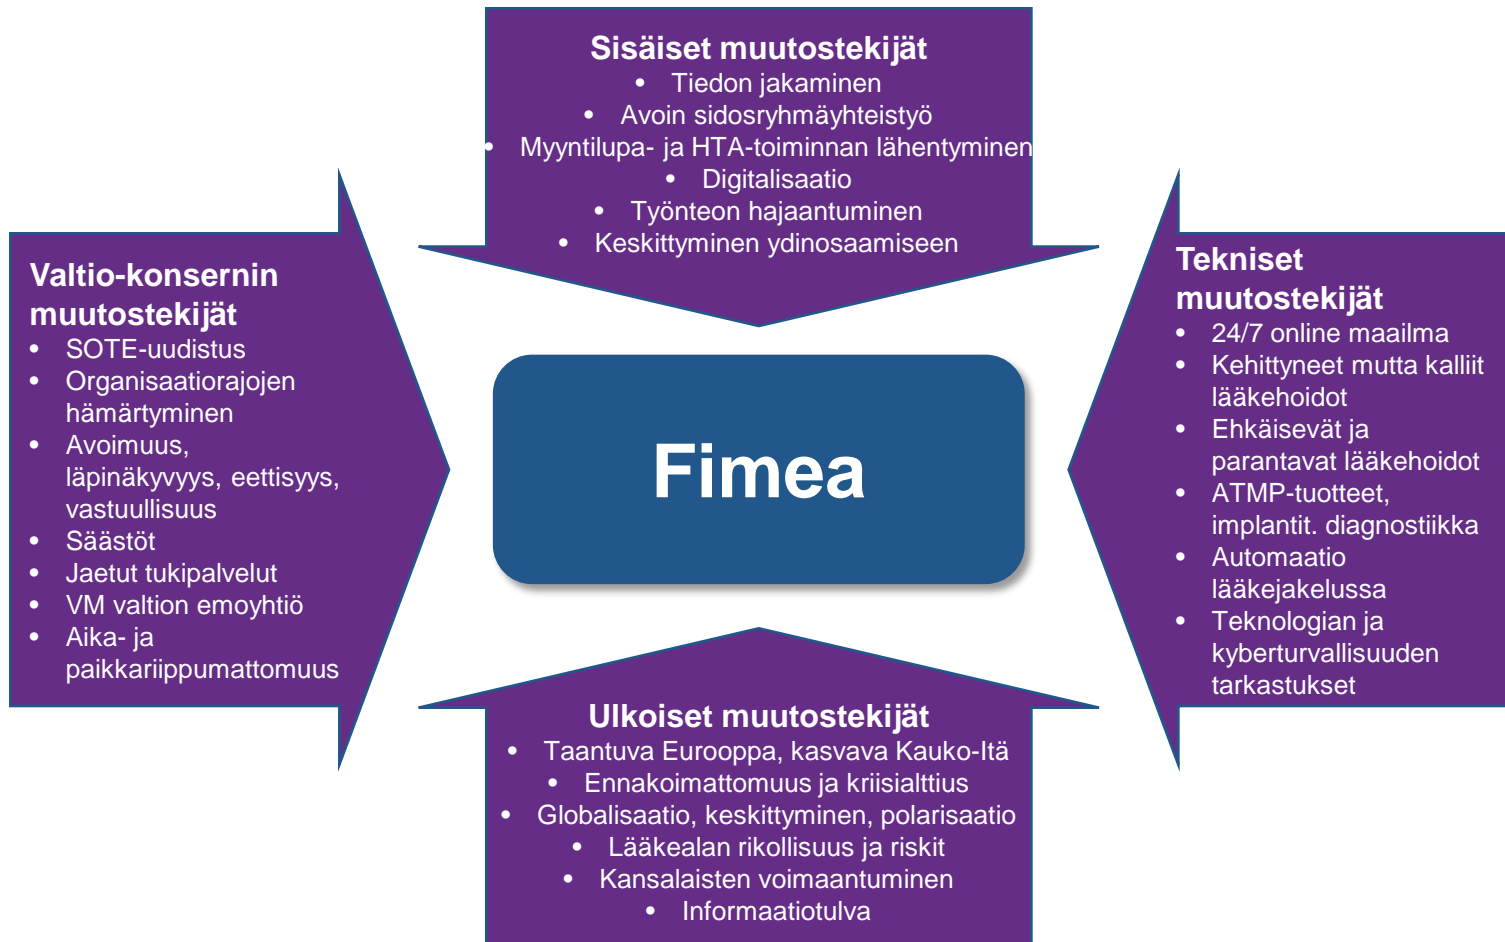 Sisäiset muutostekijät
• Tiedon jakaminen
• Avoin sidosryhmäyhteistyö
• Myyntilupa- ja HTA-toiminnan lähentyminen
• Digitalisaatio
• Työnteon hajaantuminen
• Keskittyminen ydinosaamiseen
Valtio-konsernin
muutostekijät
• SOTE-uudistus
• Organisaatiorajojen
hämärtyminen
• Avoimuus,
läpinäkyvyys, eettisyys,
vastuullisuus
• Säästöt
• Jaetut tukipalvelut
• VM valtion emoyhtiö
• Aika- ja
paikkariippumattomuus
Fimea
Tekniset
muutostekijät
• 24/7 online maailma
• Kehittyneet mutta kalliit
lääkehoidot
• Ehkäisevät ja
parantavat lääkehoidot
• ATMP-tuotteet,
implantit. diagnostiikka
• Automaatio
lääkejakelussa
• Teknologian ja
kyberturvallisuuden
tarkastukset
Ulkoiset muutostekijät
• Taantuva Eurooppa, kasvava Kauko-Itä
• Ennakoimattomuus ja kriisialttius
• Globalisaatio, keskittyminen, polarisaatio
• Lääkealan rikollisuus ja riskit
• Kansalaisten voimaantuminen
• Informaatiotulva